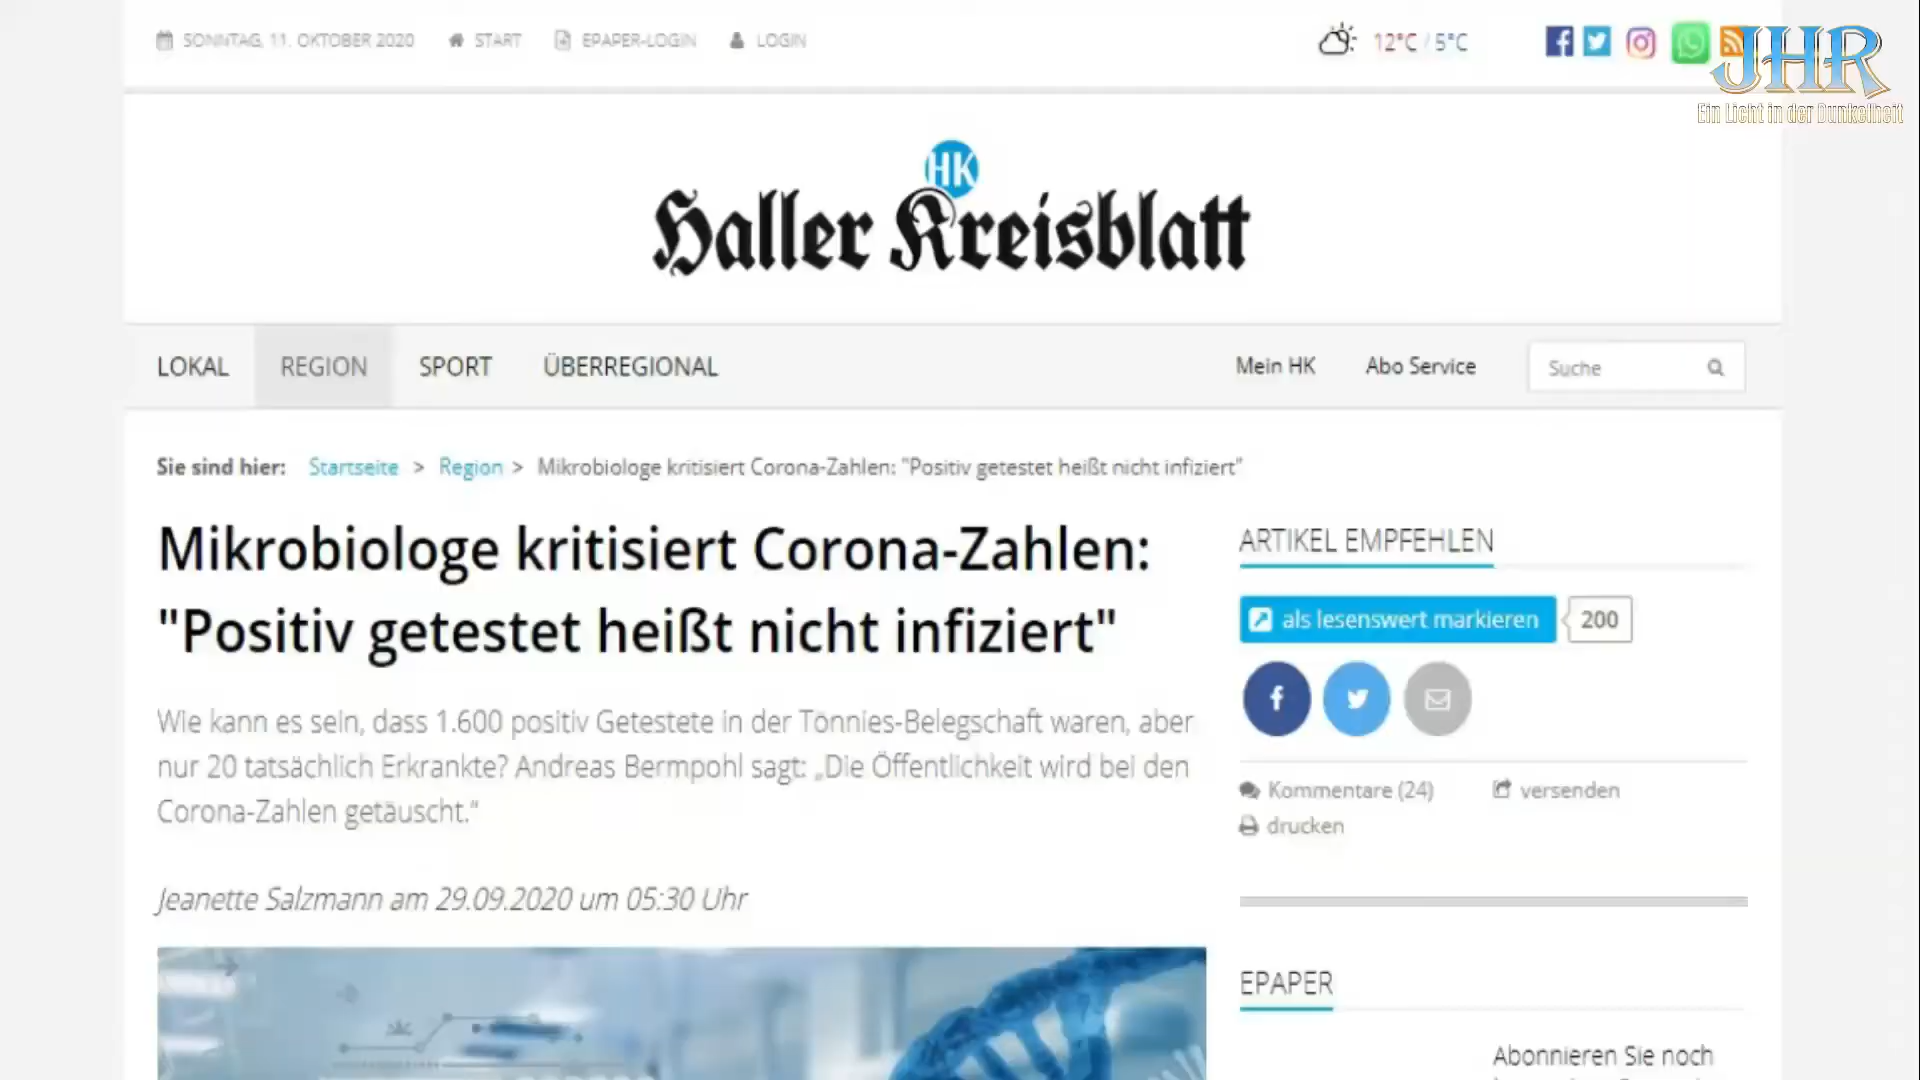 SONNTAG, 11. OKTOBER 2020 START EPAPER-LOGIN LOGIN 12°C / 5°C
JHR
Ein Licht in der Dunkelheit
HK
Haller Kreisblatt
LOKAL REGION SPORT ÜBERREGIONAL Mein HK Abo Service Suche
Sie sind hier: Startseite > Region > Mikrobiologe kritisiert Corona-Zahlen: "Positiv getestet heißt nicht infiziert"
Mikrobiologe kritisiert Corona-Zahlen:
"Positiv getestet heißt nicht infiziert"
Wie kann es sein, dass 1.600 positiv Getestete in der Tönnies-Belegschaft waren, aber
nur 20 tatsächlich Erkrankte? Andreas Bermpohl sagt: „Die Öffentlichkeit wird bei den
Corona-Zahlen getäuscht.“
Jeanette Salzmann am 29.09.2020 um 05:30 Uhr
ARTIKEL EMPFEHLEN
als lesenswert markieren 200
Kommentare (24) versenden
drucken
EPAPER
Abonnieren Sie noch